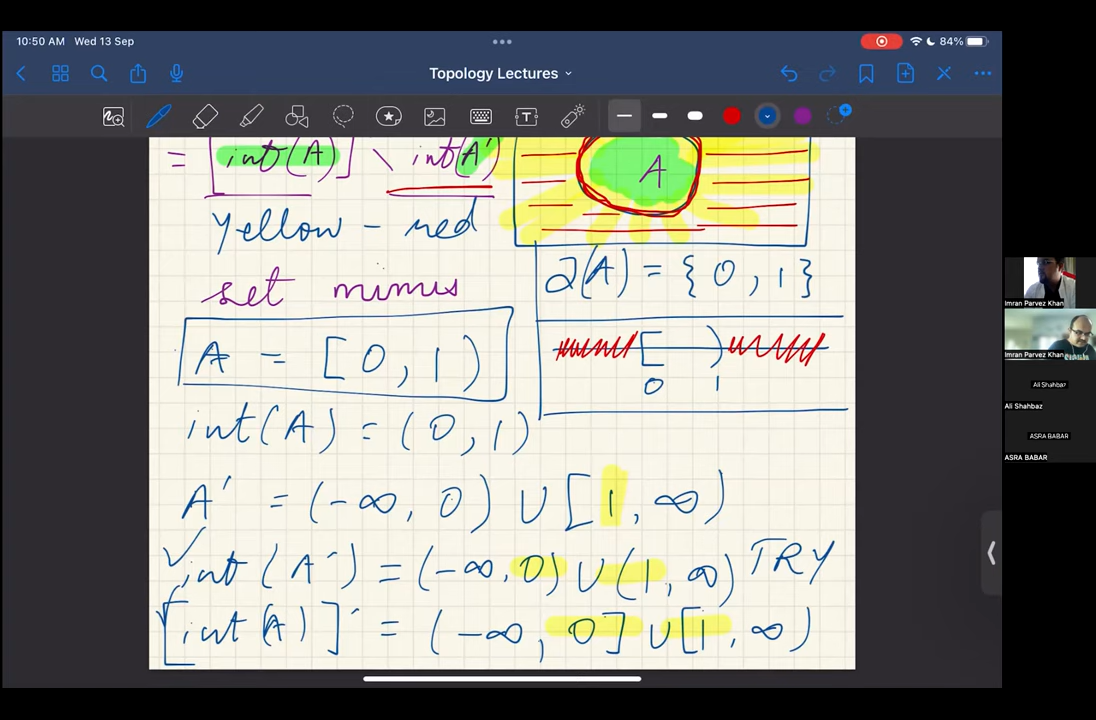 10:50 AM Wed 13 Sep
84%
Topology Lectures
= [int(A)] \ int(A')
A
Yellow - red
∂(A) = {0, 1}
set minus
A = [0, 1)
[ )
0 1
int(A) = (0, 1)
A' = (-∞, 0) ∪ [1, ∞)
✓ int(A') = (-∞, 0) ∪ (1, ∞) TRY
[int(A)]' = (-∞, 0] ∪ [1, ∞)
Imran Parvez Khan
Imran Parvez Khan
Ali Shahbaz
Ali Shahbaz
ASRA BABAR
ASRA BABAR